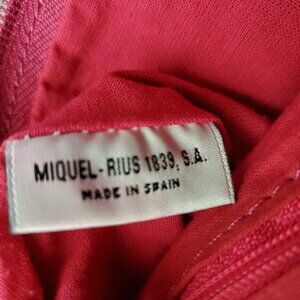 MIQUEL-RIUS 1839, S.A.
MADE IN SPAIN